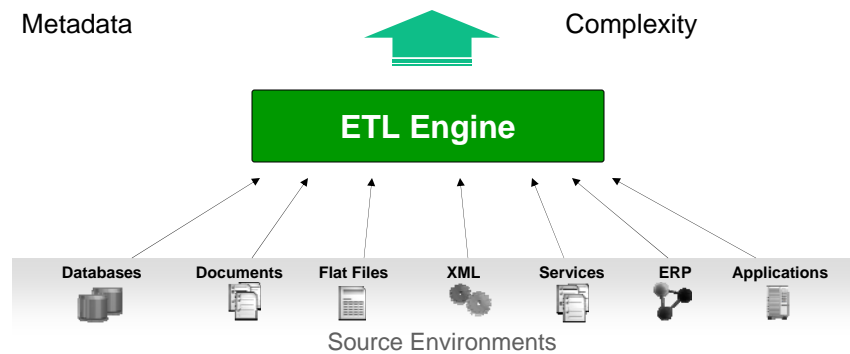 Metadata Complexity
ETL Engine
Databases Documents Flat Files XML Services ERP Applications
Source Environments